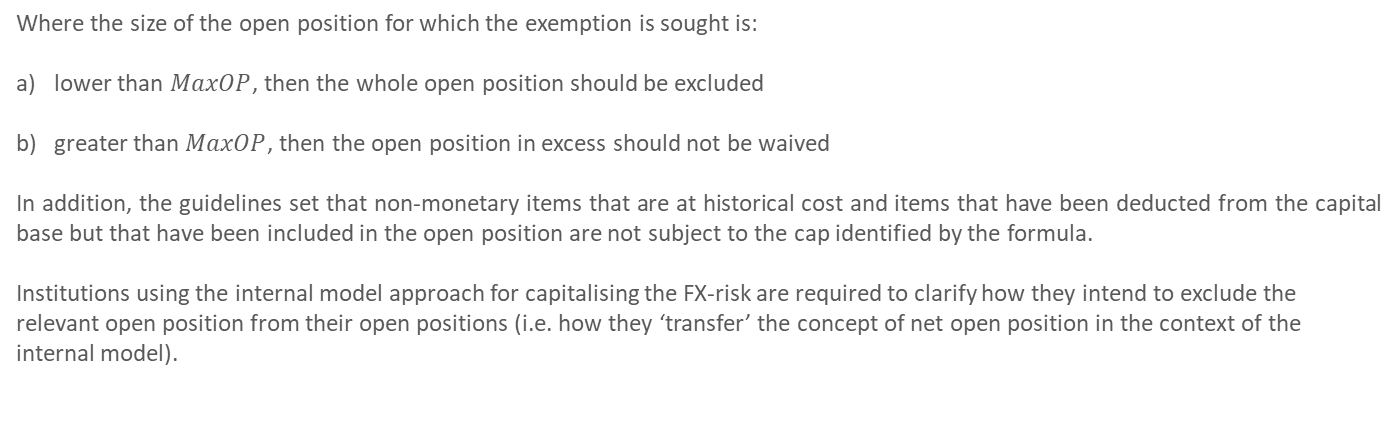 Where the size of the open position for which the exemption is sought is:
a) lower than MaxOP, then the whole open position should be excluded
b) greater than MaxOP, then the open position in excess should not be waived
In addition, the guidelines set that non-monetary items that are at historical cost and items that have been deducted from the capital
base but that have been included in the open position are not subject to the cap identified by the formula.
Institutions using the internal model approach for capitalising the FX-risk are required to clarify how they intend to exclude the
relevant open position from their open positions (i.e. how they ‘transfer’ the concept of net open position in the context of the
internal model).